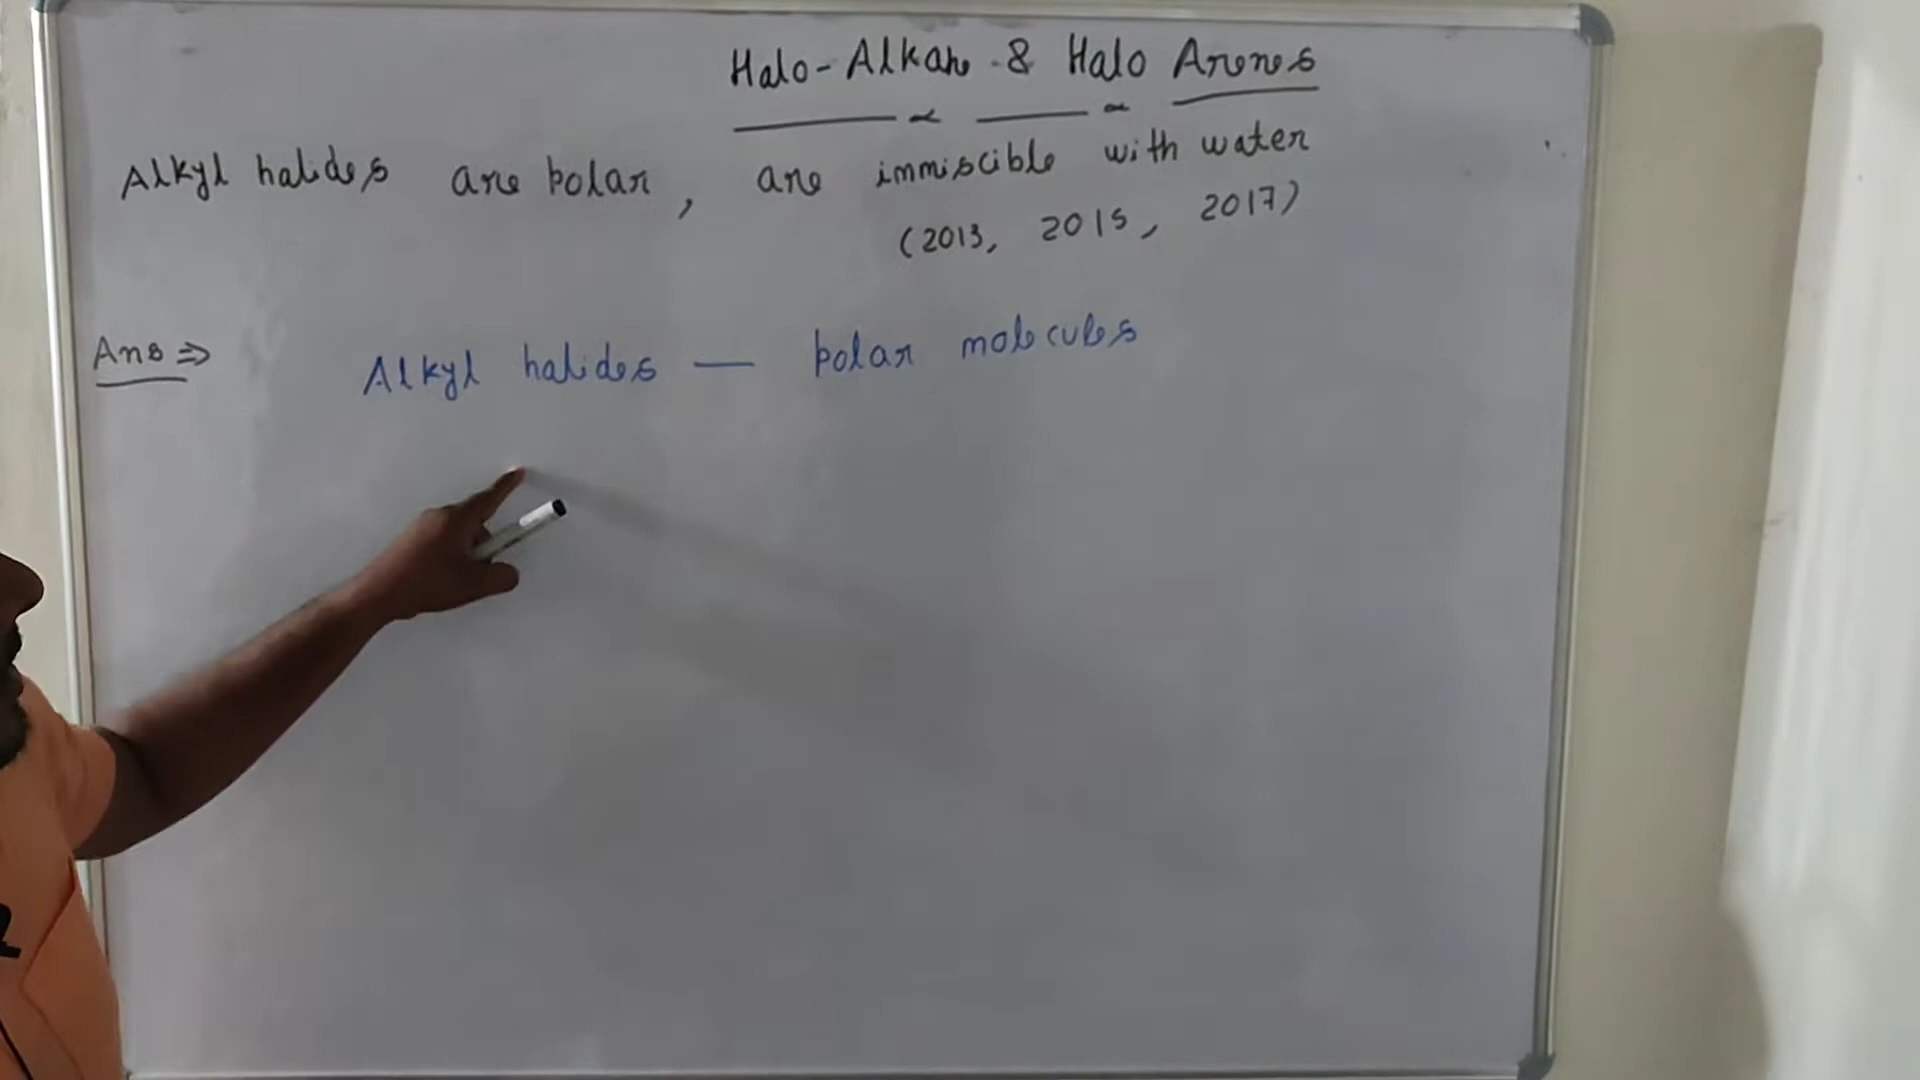 Halo-Alkane & Halo Arenes
Alkyl halides are polar, are immiscible with water
(2013, 2015, 2017)
Ans ⇒ Alkyl halides — polar molecules